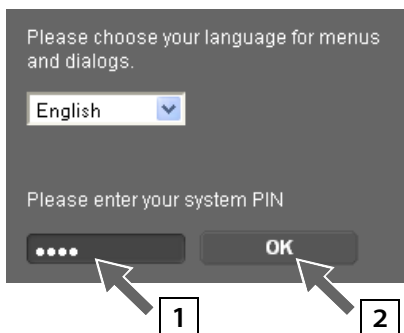 Please choose your language for menus
and dialogs.
English
Please enter your system PIN
●●●● OK
1 2